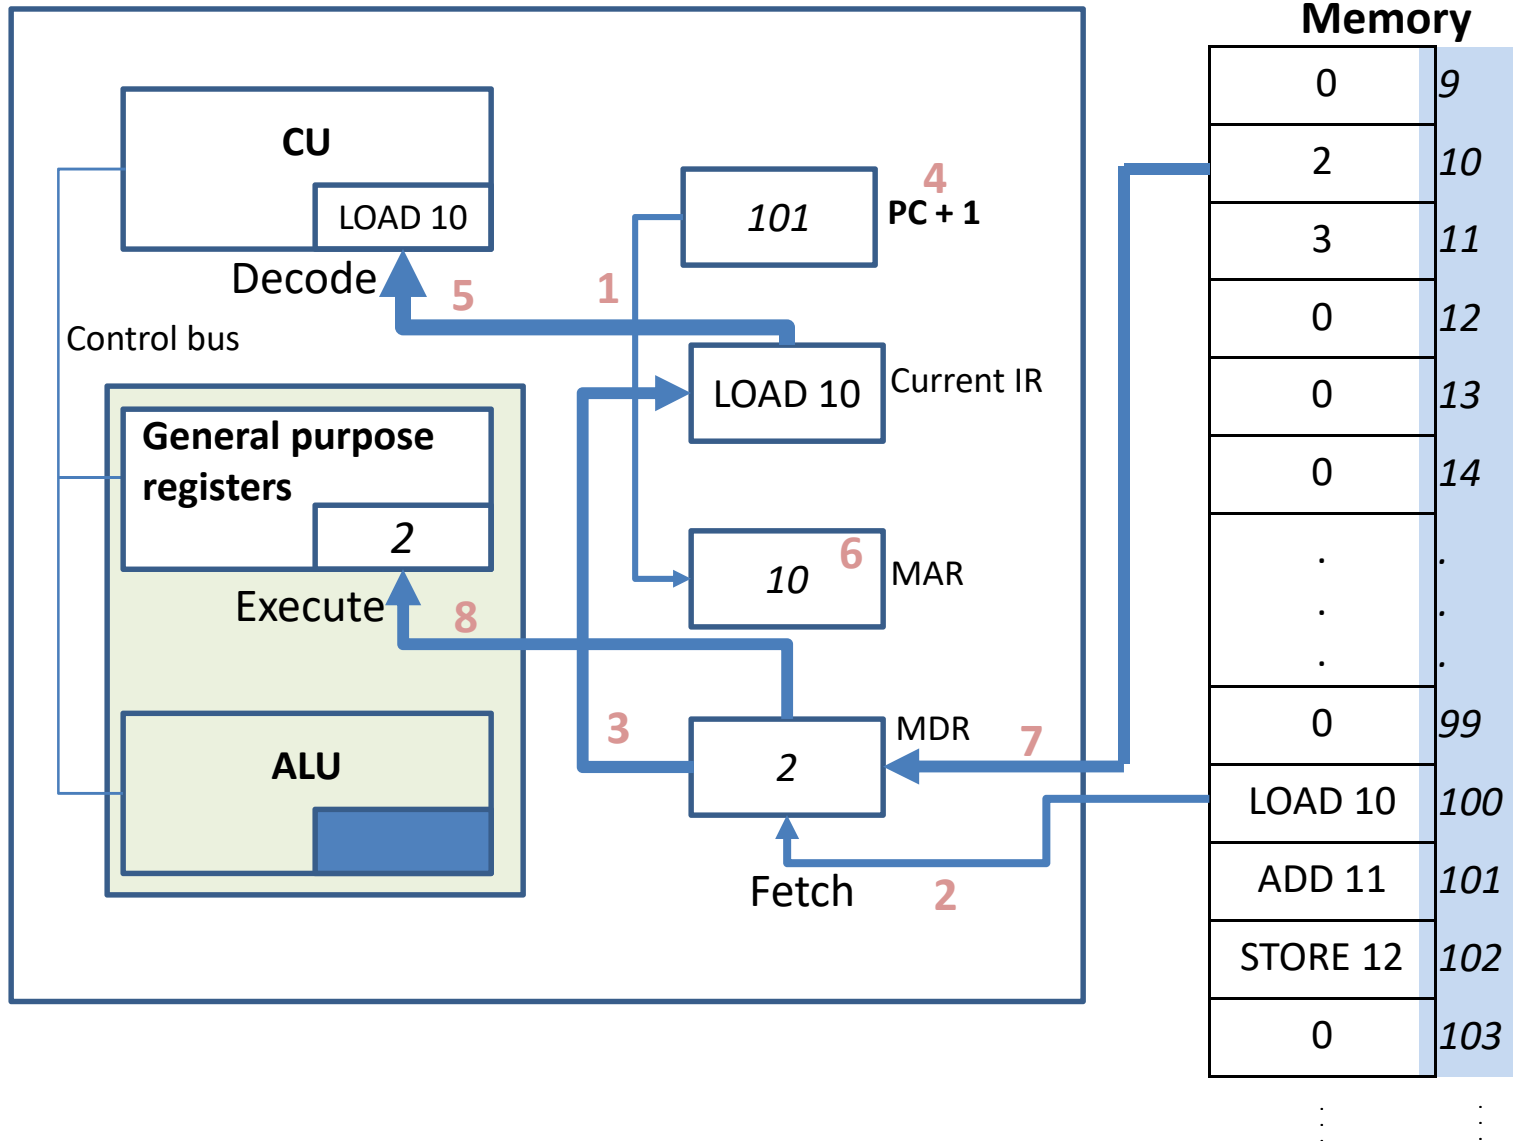 Memory
0 9
2 10
3 11
0 12
0 13
0 14
. .
. .
. .
0 99
LOAD 10 100
ADD 11 101
STORE 12 102
0 103
CU
LOAD 10
Decode
5
1
4
101
PC + 1
Control bus
LOAD 10
Current IR
General purpose
registers
2
Execute
8
10
6
MAR
3
MDR
2
7
ALU
Fetch
2